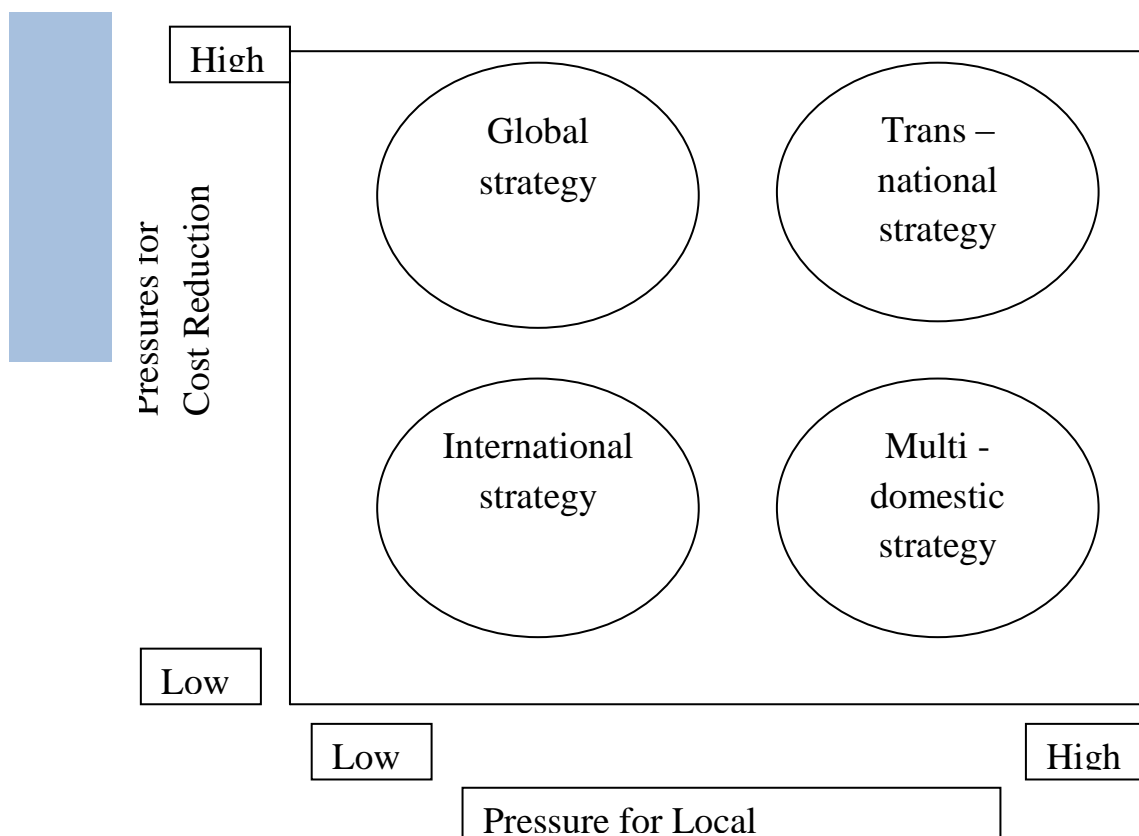 High
Global
strategy
Trans –
national
strategy
Pressures for
Cost Reduction
International
strategy
Multi -
domestic
strategy
Low
Low
High
Pressure for Local